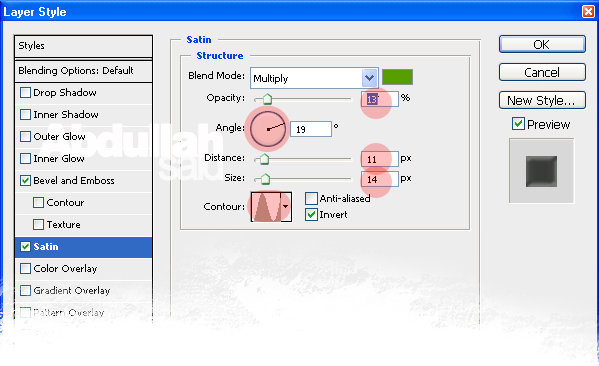 Layer Style
Styles
Blending Options: Default
Drop Shadow
Inner Shadow
Outer Glow
Inner Glow
Bevel and Emboss
Contour
Texture
Satin
Color Overlay
Gradient Overlay
Pattern Overlay
Satin
Structure
Blend Mode: Multiply
Opacity: 13 %
Angle: 19 °
Distance: 11 px
Size: 14 px
Contour: Anti-aliased
Invert
OK
Cancel
New Style...
Preview
Abdullah
said